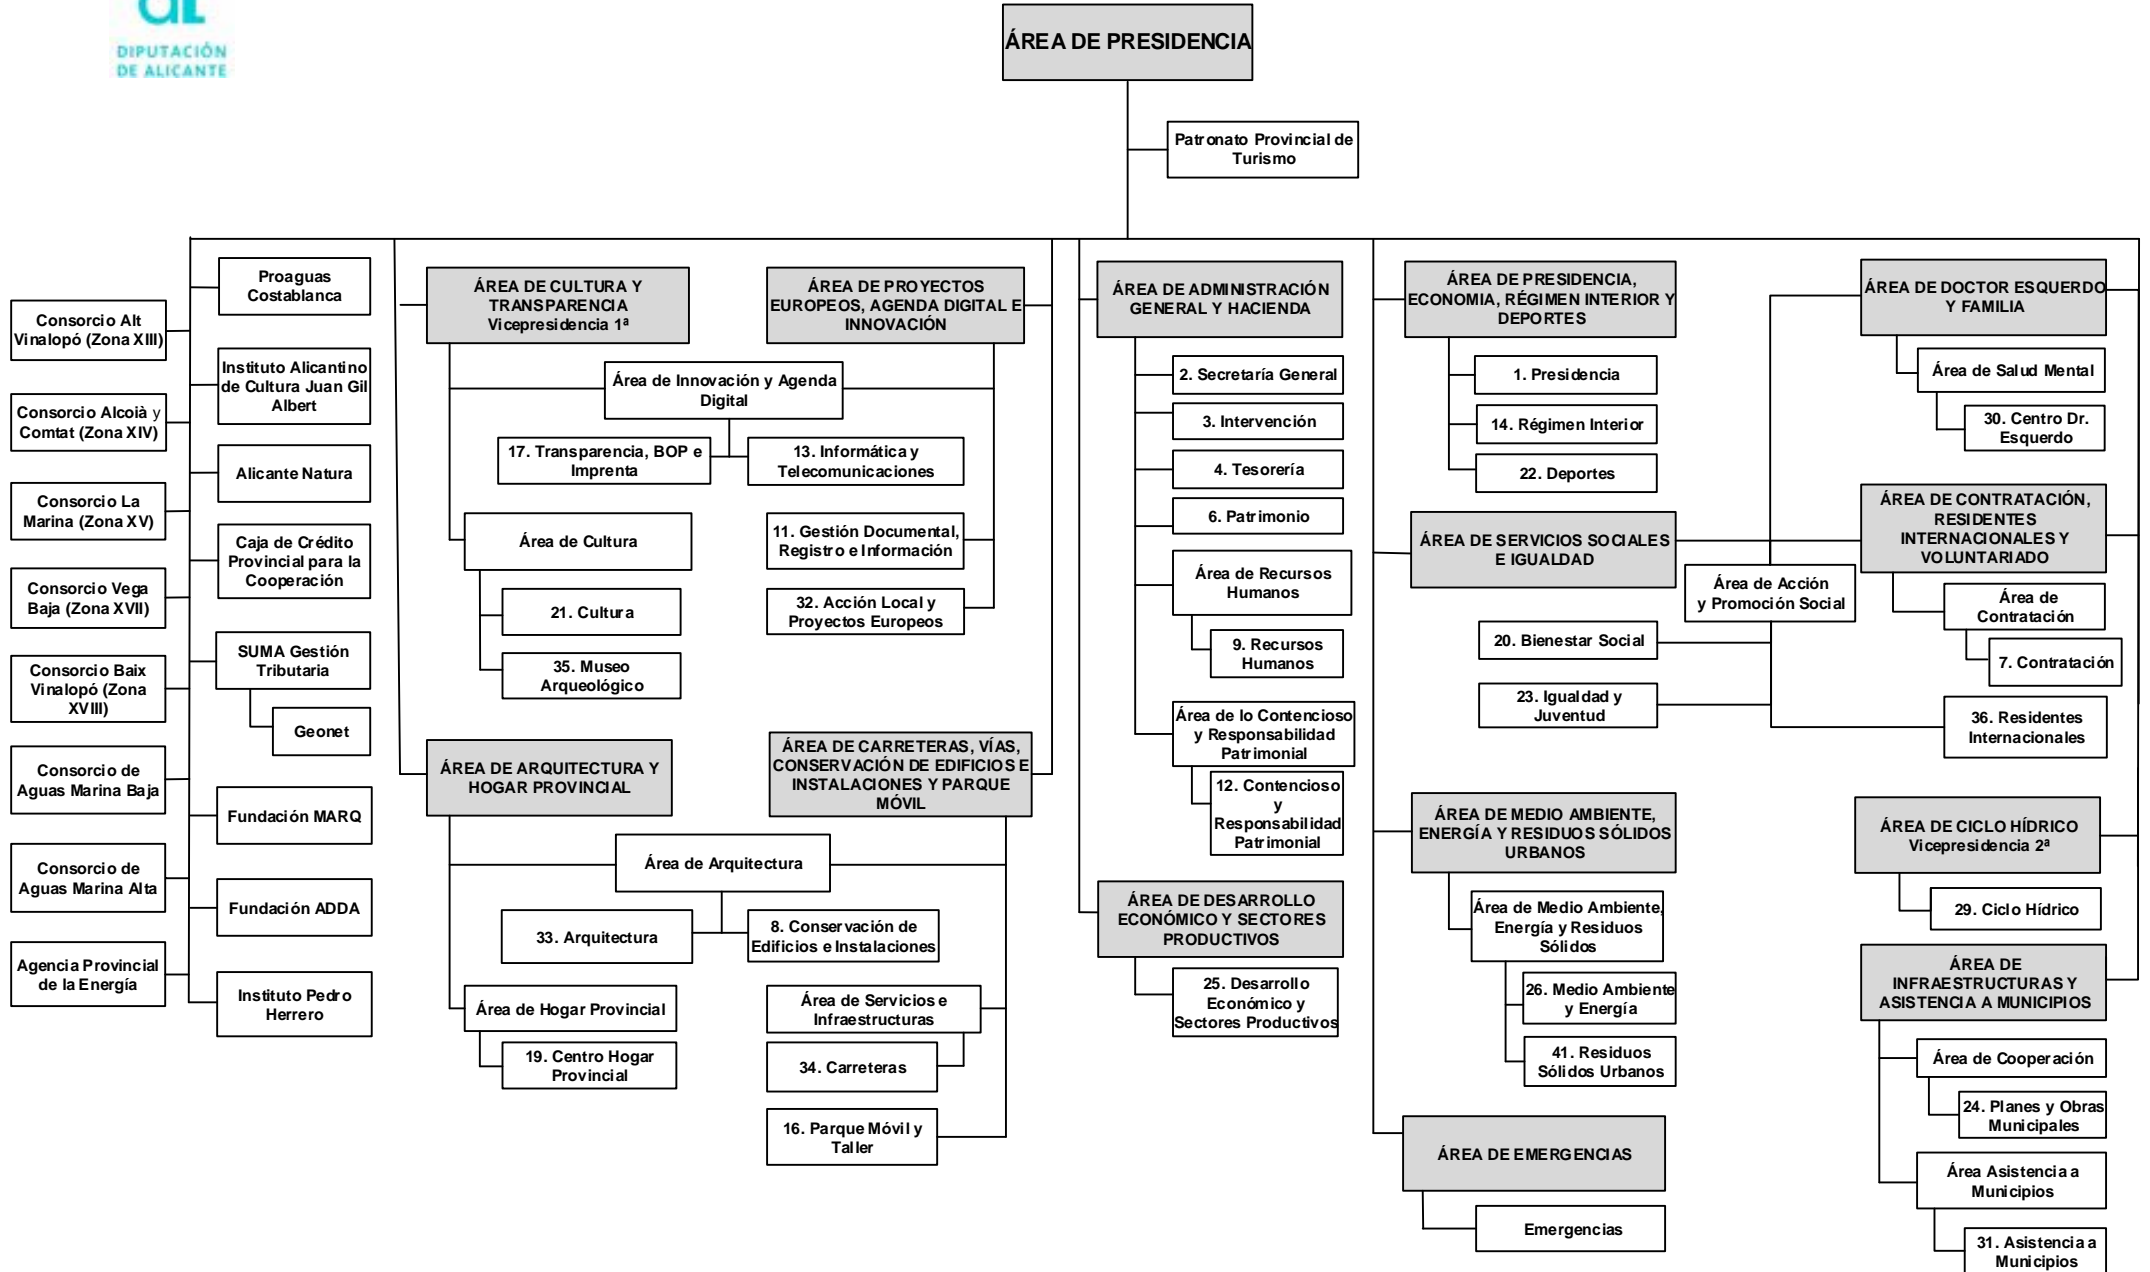 DIPUTACIÓN
DE ALICANTE
ÁREA DE PRESIDENCIA
Patronato Provincial de
Turismo
Proaguas
Costablanca
Consorcio Alt
Vinalopó (Zona XIII)
Instituto Alicantino
de Cultura Juan Gil
Albert
Consorcio Alcoià y
Comtat (Zona XIV)
Alicante Natura
Consorcio La
Marina (Zona XV)
Caja de Crédito
Provincial para la
Cooperación
Consorcio Vega
Baja (Zona XVII)
SUMA Gestión
Tributaria
Consorcio Baix
Vinalopó (Zona
XVIII)
Geonet
Consorcio de
Aguas Marina Baja
Fundación MARQ
Consorcio de
Aguas Marina Alta
Fundación ADDA
Agencia Provincial
de la Energía
Instituto Pedro
Herrero
ÁREA DE CULTURA Y
TRANSPARENCIA
Vicepresidencia 1ª
ÁREA DE PROYECTOS
EUROPEOS, AGENDA DIGITAL E
INNOVACIÓN
Área de Innovación y Agenda
Digital
17. Transparencia, BOP e
Imprenta
13. Informática y
Telecomunicaciones
Área de Cultura
21. Cultura
35. Museo
Arqueológico
11. Gestión Documental,
Registro e Información
32. Acción Local y
Proyectos Europeos
ÁREA DE ARQUITECTURA Y
HOGAR PROVINCIAL
ÁREA DE CARRETERAS, VÍAS,
CONSERVACIÓN DE EDIFICIOS E
INSTALACIONES Y PARQUE
MÓVIL
Área de Arquitectura
33. Arquitectura
8. Conservación de
Edificios e Instalaciones
Área de Hogar Provincial
19. Centro Hogar
Provincial
Área de Servicios e
Infraestructuras
34. Carreteras
16. Parque Móvil y
Taller
ÁREA DE ADMINISTRACIÓN
GENERAL Y HACIENDA
2. Secretaría General
3. Intervención
4. Tesorería
6. Patrimonio
Área de Recursos
Humanos
9. Recursos
Humanos
Área de lo Contencioso
y Responsabilidad
Patrimonial
12. Contencioso
y
Responsabilidad
Patrimonial
ÁREA DE DESARROLLO
ECONÓMICO Y SECTORES
PRODUCTIVOS
25. Desarrollo
Económico y
Sectores Productivos
ÁREA DE PRESIDENCIA,
ECONOMIA, RÉGIMEN INTERIOR Y
DEPORTES
1. Presidencia
14. Régimen Interior
22. Deportes
ÁREA DE SERVICIOS SOCIALES
E IGUALDAD
Área de Acción
y Promoción Social
20. Bienestar Social
23. Igualdad y
Juventud
ÁREA DE MEDIO AMBIENTE,
ENERGÍA Y RESIDUOS SÓLIDOS
URBANOS
Área de Medio Ambiente,
Energía y Residuos
Sólidos
26. Medio Ambiente
y Energía
41. Residuos
Sólidos Urbanos
ÁREA DE EMERGENCIAS
Emergencias
ÁREA DE DOCTOR ESQUERDO
Y FAMILIA
Área de Salud Mental
30. Centro Dr.
Esquerdo
ÁREA DE CONTRATACIÓN,
RESIDENTES
INTERNACIONALES Y
VOLUNTARIADO
Área de
Contratación
7. Contratación
36. Residentes
Internacionales
ÁREA DE CICLO HÍDRICO
Vicepresidencia 2ª
29. Ciclo Hídrico
ÁREA DE
INFRAESTRUCTURAS Y
ASISTENCIA A MUNICIPIOS
Área de Cooperación
24. Planes y Obras
Municipales
Área Asistencia a
Municipios
31. Asistencia a
Municipios